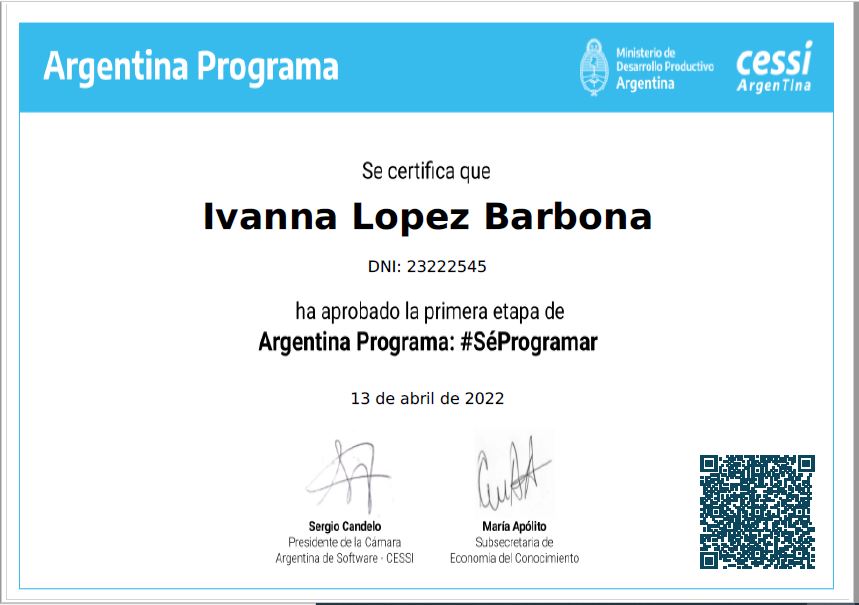 Argentina Programa
Ministerio de
Desarrollo Productivo
Argentina
cessi
ArgenTIna
Se certifica que
Ivanna Lopez Barbona
DNI: 23222545
ha aprobado la primera etapa de
Argentina Programa: #SéProgramar
13 de abril de 2022
Sergio Candelo
Presidente de la Cámara
Argentina de Software - CESSI
María Apólito
Subsecretaria de
Economía del Conocimiento